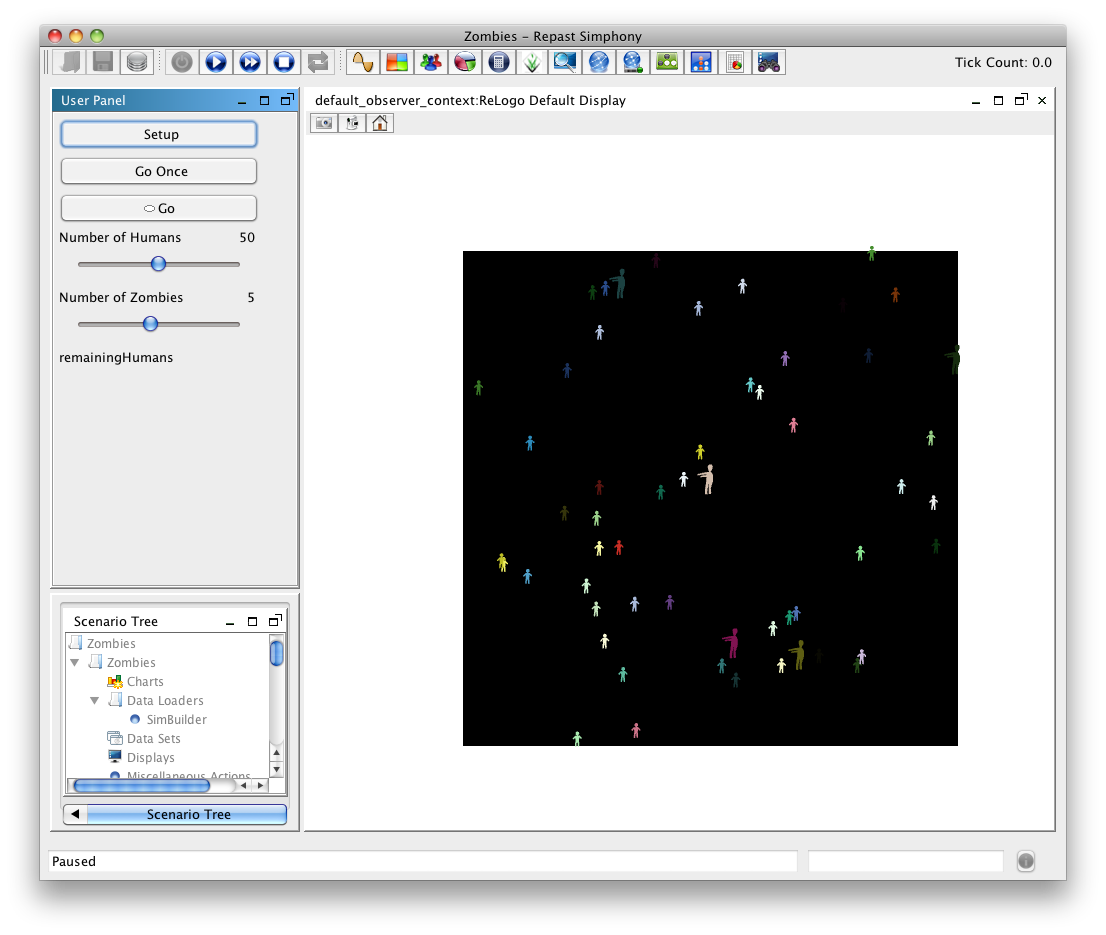 Zombies – Repast Simphony
Tick Count: 0.0
User Panel
Setup
Go Once
Go
Number of Humans 50
Number of Zombies 5
remainingHumans
Scenario Tree
Zombies
Zombies
Charts
Data Loaders
SimBuilder
Data Sets
Displays
Miscellaneous Actions
Scenario Tree
default_observer_context:ReLogo Default Display
Paused